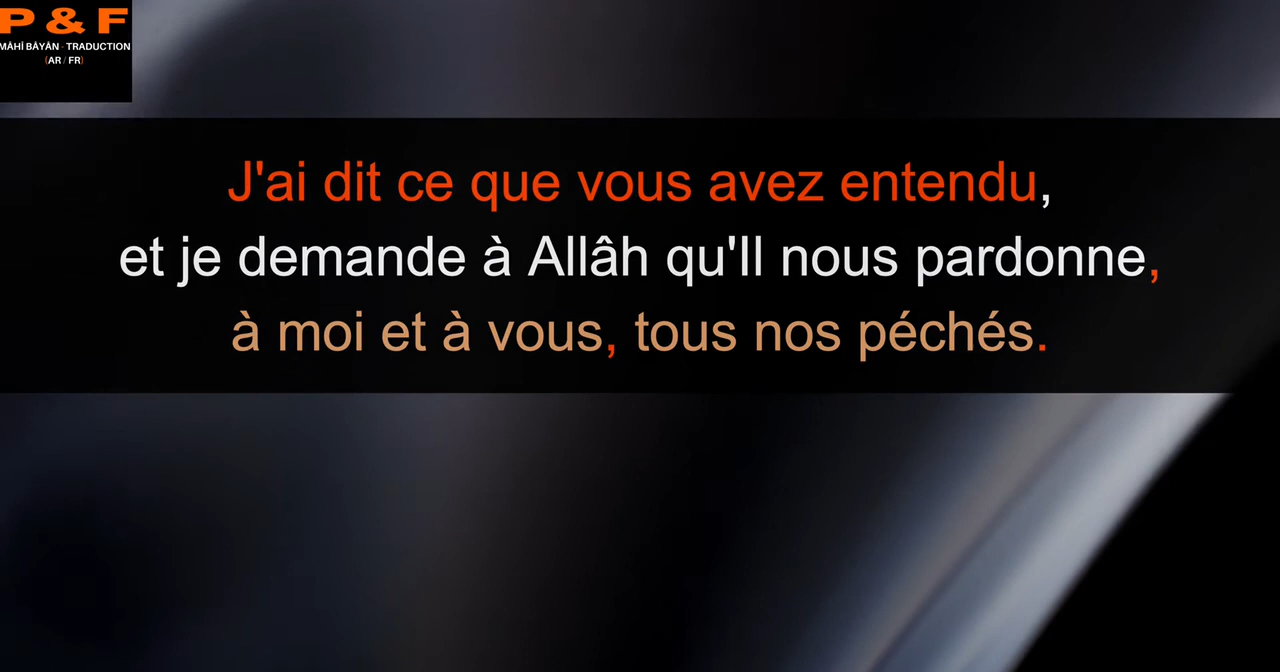 P & F
MÂHÎ BÂYÂN - TRADUCTION
(AR / FR)
J'ai dit ce que vous avez entendu,
et je demande à Allâh qu'Il nous pardonne,
à moi et à vous, tous nos péchés.